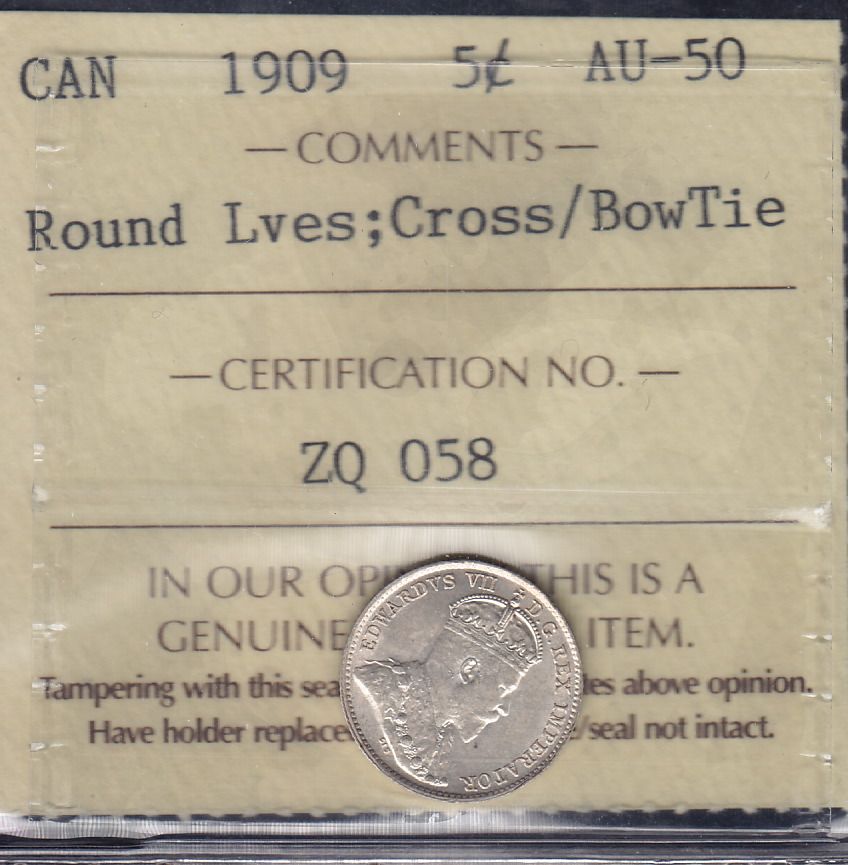 CAN 1909 5¢ AU-50
— COMMENTS —
Round Lves;Cross/BowTie
— CERTIFICATION NO. —
ZQ 058
IN OUR OPI THIS IS A
GENUINE ITEM.
Tampering with this sea es above opinion.
Have holder replace /seal not intact.
EDWARDVS VII D.G. REX IMPERATOR